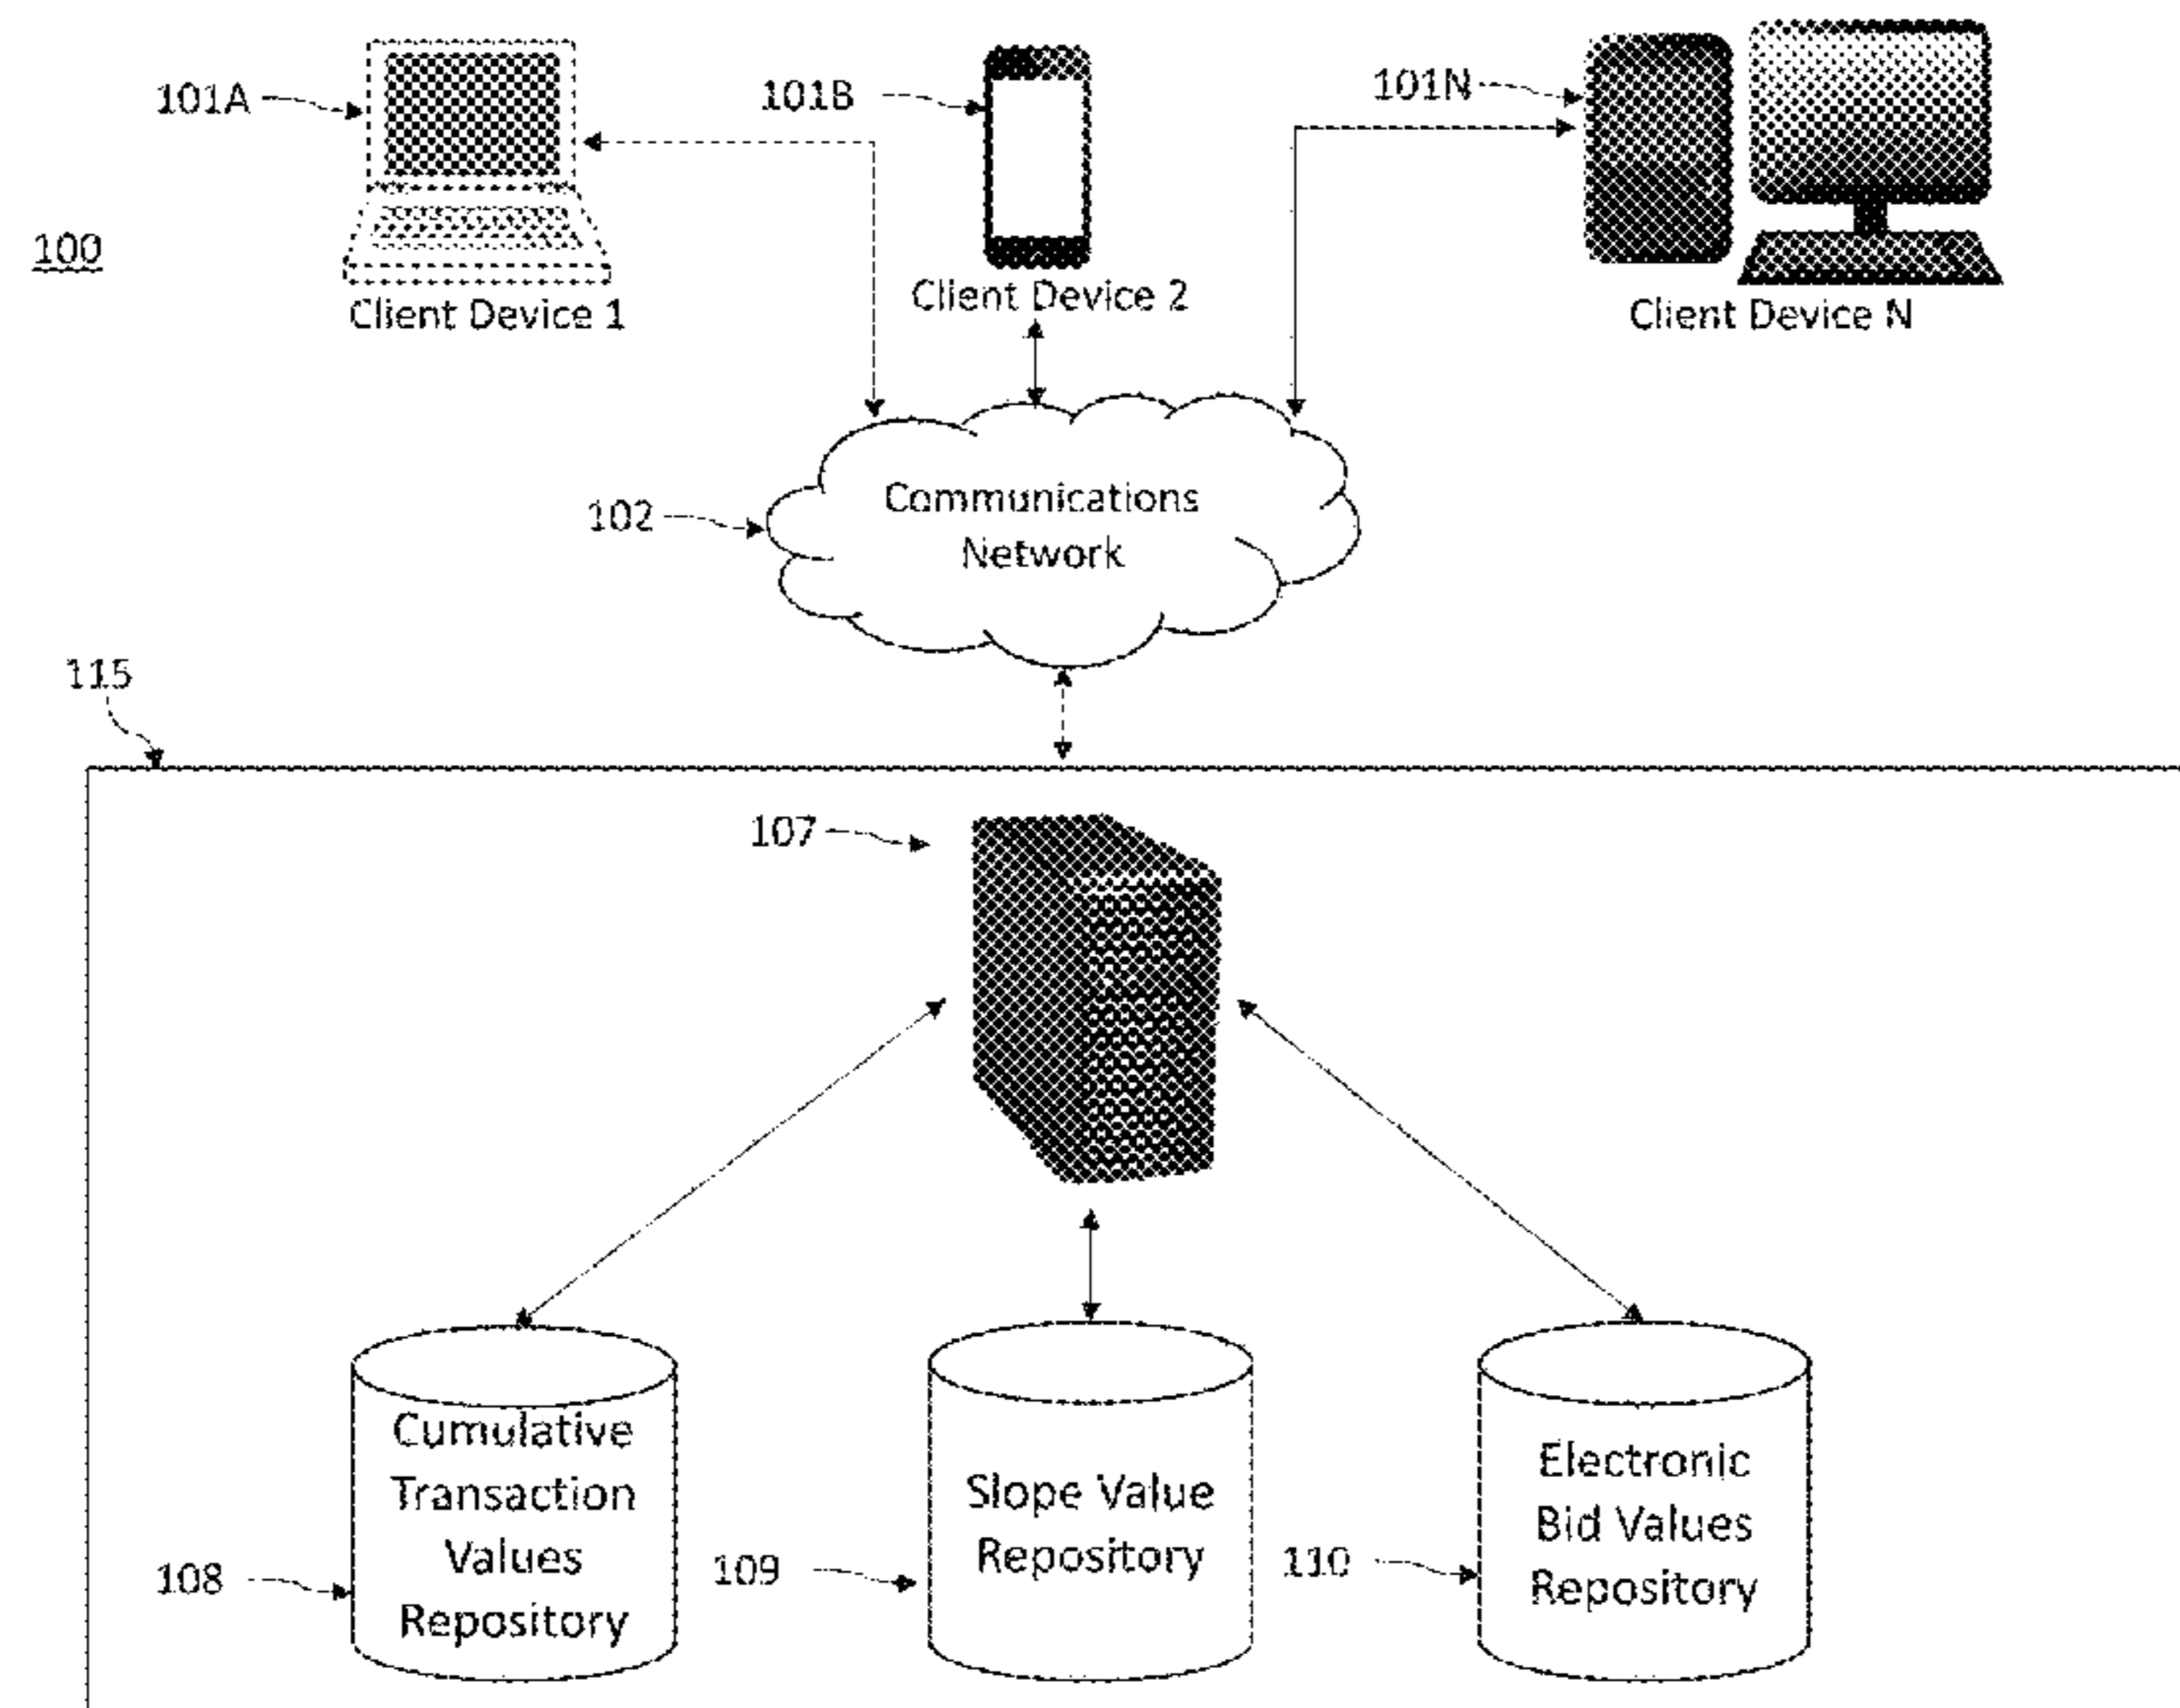 101A
101B
101N
100
Client Device 1
Client Device 2
Client Device N
102
Communications
Network
115
107
Cumulative
Transaction
Values
Repository
108
Slope Value
Repository
109
Electronic
Bid Values
Repository
110